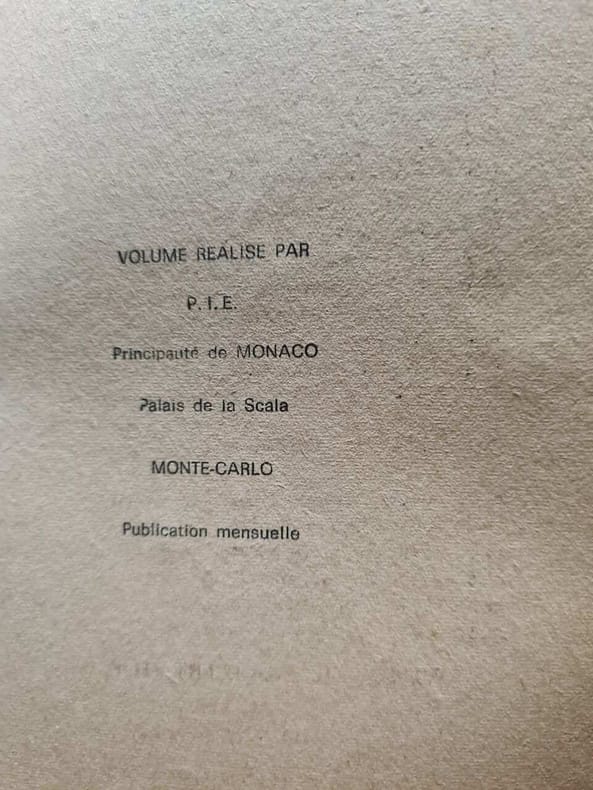 VOLUME REALISE PAR
P.I.E.
Principauté de MONACO
Palais de la Scala
MONTE-CARLO
Publication mensuelle